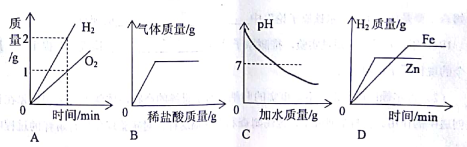 质量/g
2
1
0
H₂
O₂
时间/min
A
气体质量/g
0
稀盐酸质量/g
B
pH
7
0
加水质量/g
C
H₂ 质量/g
Fe
Zn
0
时间/min
D